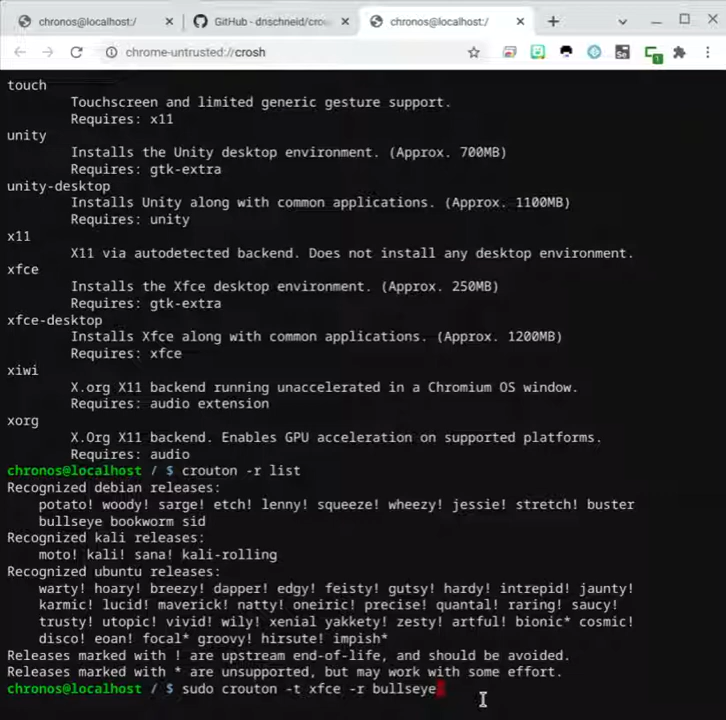 chronos@localhost:/
GitHub - dnschneid/cro
chronos@localhost:/
chrome-untrusted://crosh
touch
Touchscreen and limited generic gesture support.
Requires: x11
unity
Installs the Unity desktop environment. (Approx. 700MB)
Requires: gtk-extra
unity-desktop
Installs Unity along with common applications. (Approx. 1100MB)
Requires: unity
x11
X11 via autodetected backend. Does not install any desktop environment.
xfce
Installs the Xfce desktop environment. (Approx. 250MB)
Requires: gtk-extra
xfce-desktop
Installs Xfce along with common applications. (Approx. 1200MB)
Requires: xfce
xiwi
X.org X11 backend running unaccelerated in a Chromium OS window.
Requires: audio extension
xorg
X.Org X11 backend. Enables GPU acceleration on supported platforms.
Requires: audio
chronos@localhost / $ crouton -r list
Recognized debian releases:
potato! woody! sarge! etch! lenny! squeeze! wheezy! jessie! stretch! buster
bullseye bookworm sid
Recognized kali releases:
moto! kali! sana! kali-rolling
Recognized ubuntu releases:
warty! hoary! breezy! dapper! edgy! feisty! gutsy! hardy! intrepid! jaunty!
karmic! lucid! maverick! natty! oneiric! precise! quantal! raring! saucy!
trusty! utopic! vivid! wily! xenial yakkety! zesty! artful! bionic* cosmic!
disco! eoan! focal* groovy! hirsute! impish*
Releases marked with ! are upstream end-of-life, and should be avoided.
Releases marked with * are unsupported, but may work with some effort.
chronos@localhost / $ sudo crouton -t xfce -r bullseye